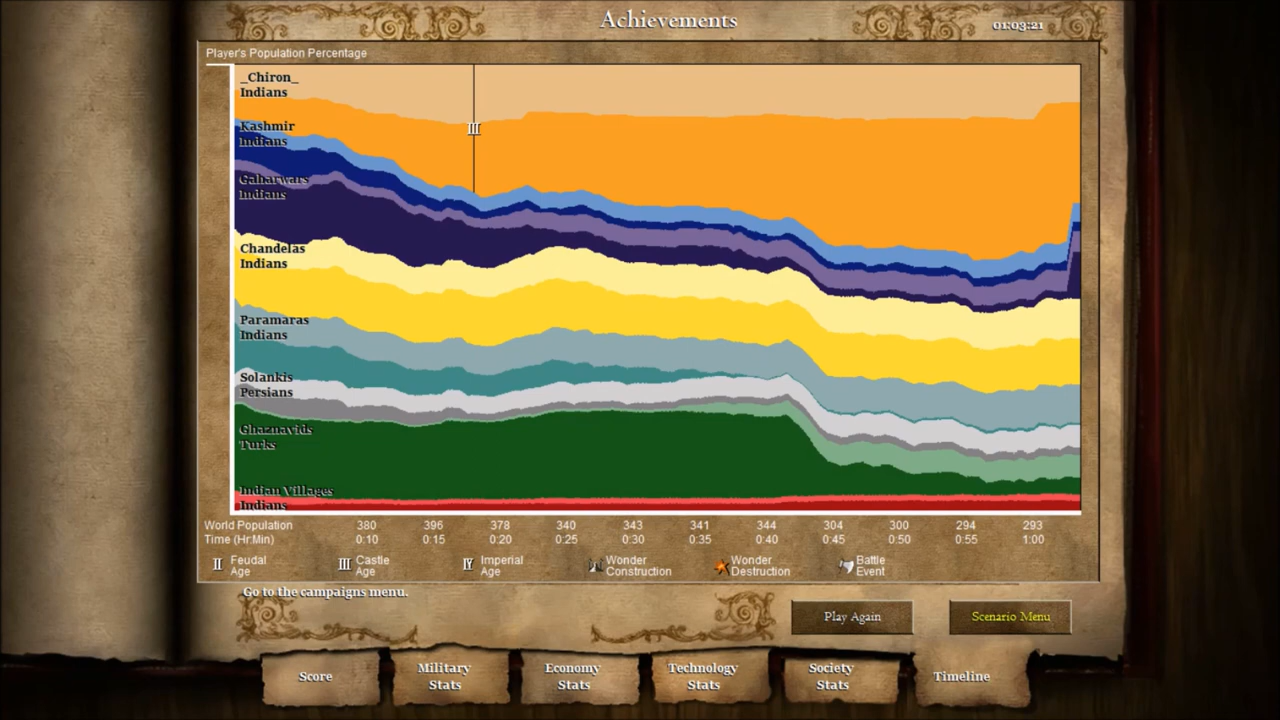 Achievements
01:03:21
Player's Population Percentage
_Chiron_
Indians
Kashmir
Indians
Gaharwars
Indians
Chandelas
Indians
Paramaras
Indians
Solankis
Persians
Ghaznavids
Turks
Indian Villages
Indians
III
World Population 380 396 378 340 343 341 344 304 300 294 293
Time (Hr:Min) 0:10 0:15 0:20 0:25 0:30 0:35 0:40 0:45 0:50 0:55 1:00
II Feudal Age
III Castle Age
IV Imperial Age
Wonder Construction
Wonder Destruction
Battle Event
Go to the campaigns menu.
Play Again
Scenario Menu
Score
Military Stats
Economy Stats
Technology Stats
Society Stats
Timeline